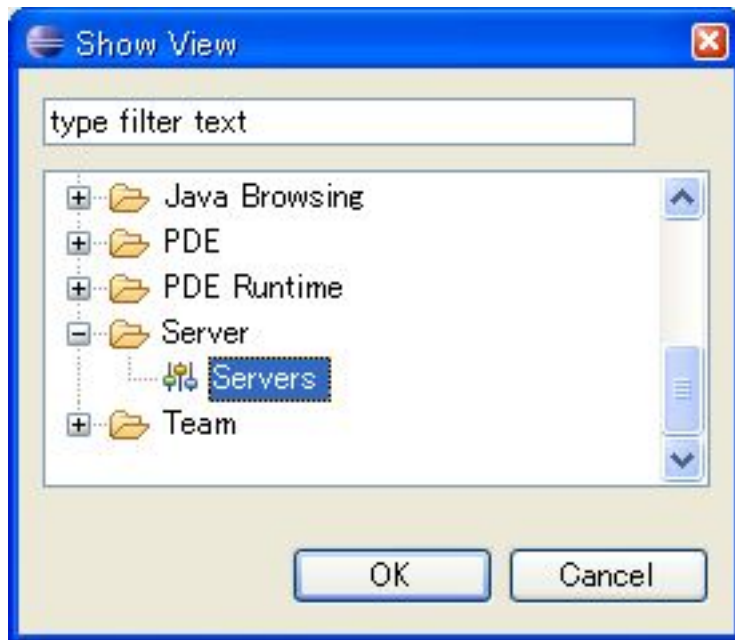 Show View
type filter text
Java Browsing
PDE
PDE Runtime
Server
Servers
Team
OK
Cancel